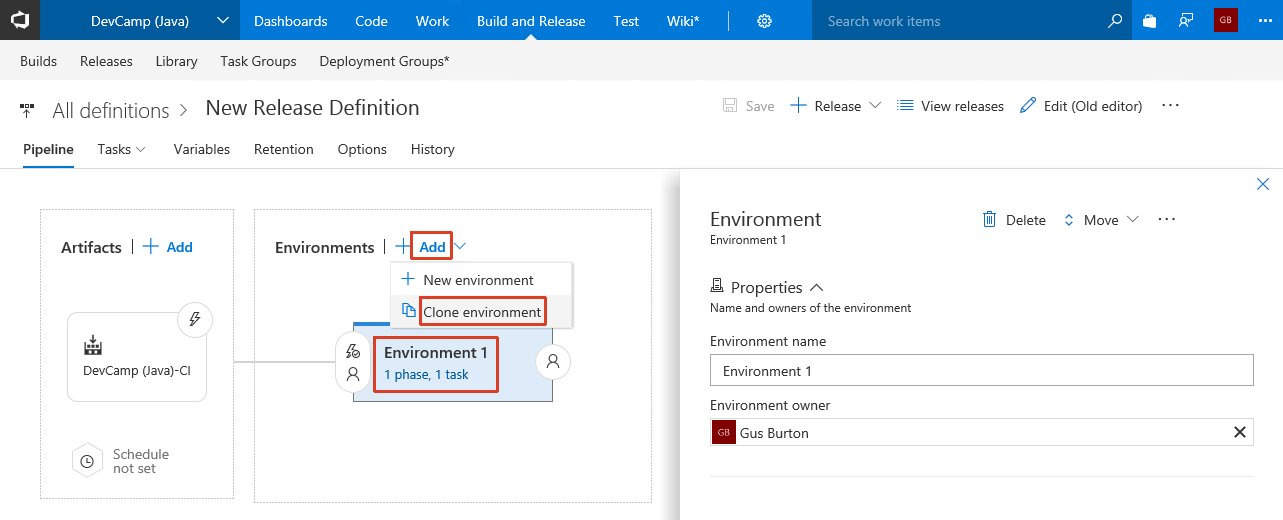 DevCamp (Java) Dashboards Code Work Build and Release Test Wiki* Search work items GB
Builds Releases Library Task Groups Deployment Groups*
All definitions > New Release Definition Save Release View releases Edit (Old editor) ...
Pipeline Tasks Variables Retention Options History
Artifacts | + Add
DevCamp (Java)-CI
Schedule
not set
Environments | + Add
New environment
Clone environment
Environment 1
1 phase, 1 task
Environment Delete Move ...
Environment 1
Properties
Name and owners of the environment
Environment name
Environment 1
Environment owner
GB Gus Burton